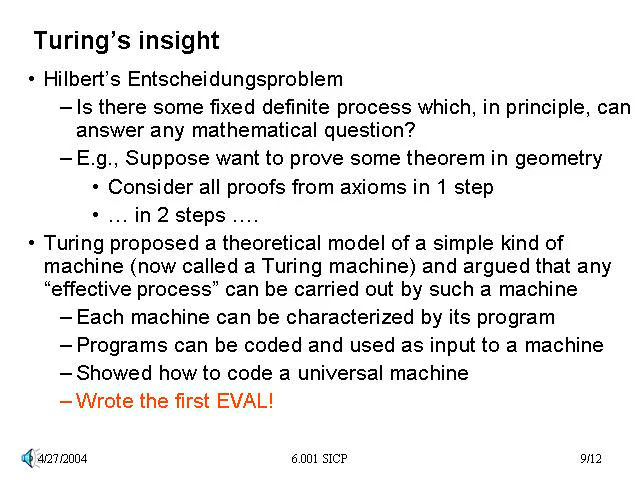 Turing's insight
• Hilbert's Entscheidungsproblem
– Is there some fixed definite process which, in principle, can
answer any mathematical question?
– E.g., Suppose want to prove some theorem in geometry
• Consider all proofs from axioms in 1 step
• … in 2 steps ….
• Turing proposed a theoretical model of a simple kind of
machine (now called a Turing machine) and argued that any
“effective process” can be carried out by such a machine
– Each machine can be characterized by its program
– Programs can be coded and used as input to a machine
– Showed how to code a universal machine
– Wrote the first EVAL!
4/27/2004 6.001 SICP 9/12